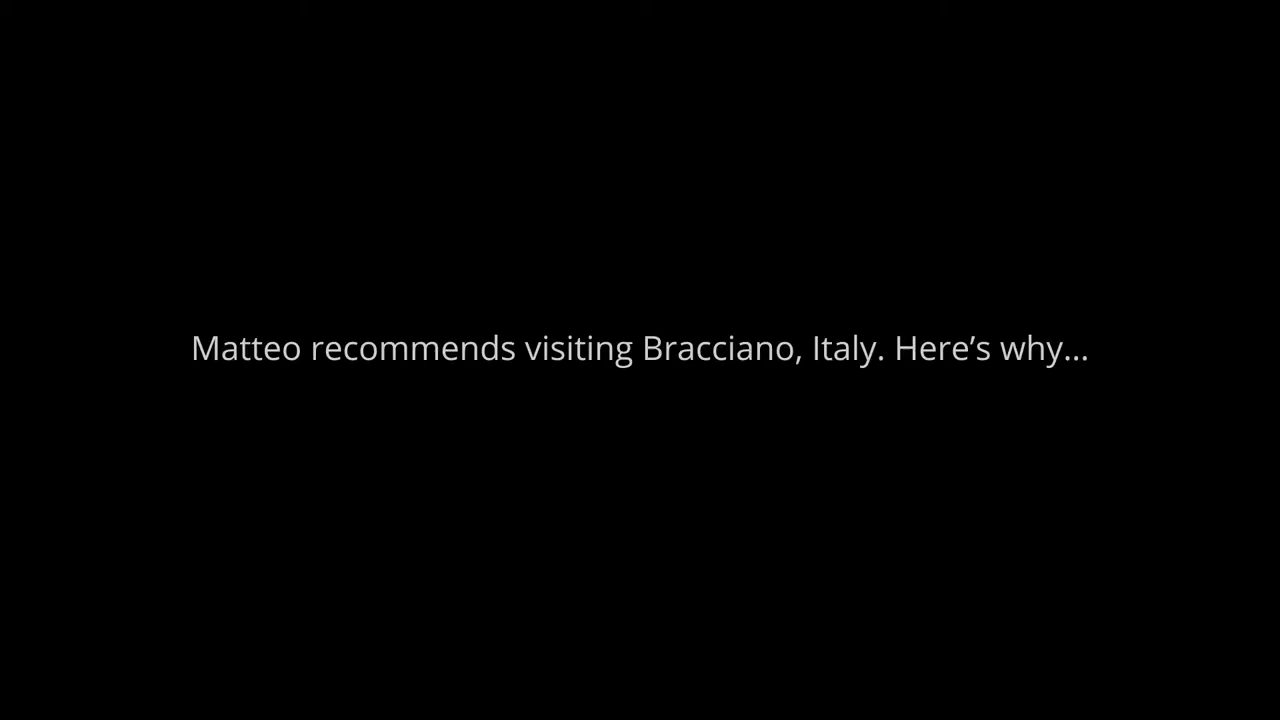 Matteo recommends visiting Bracciano, Italy. Here’s why…